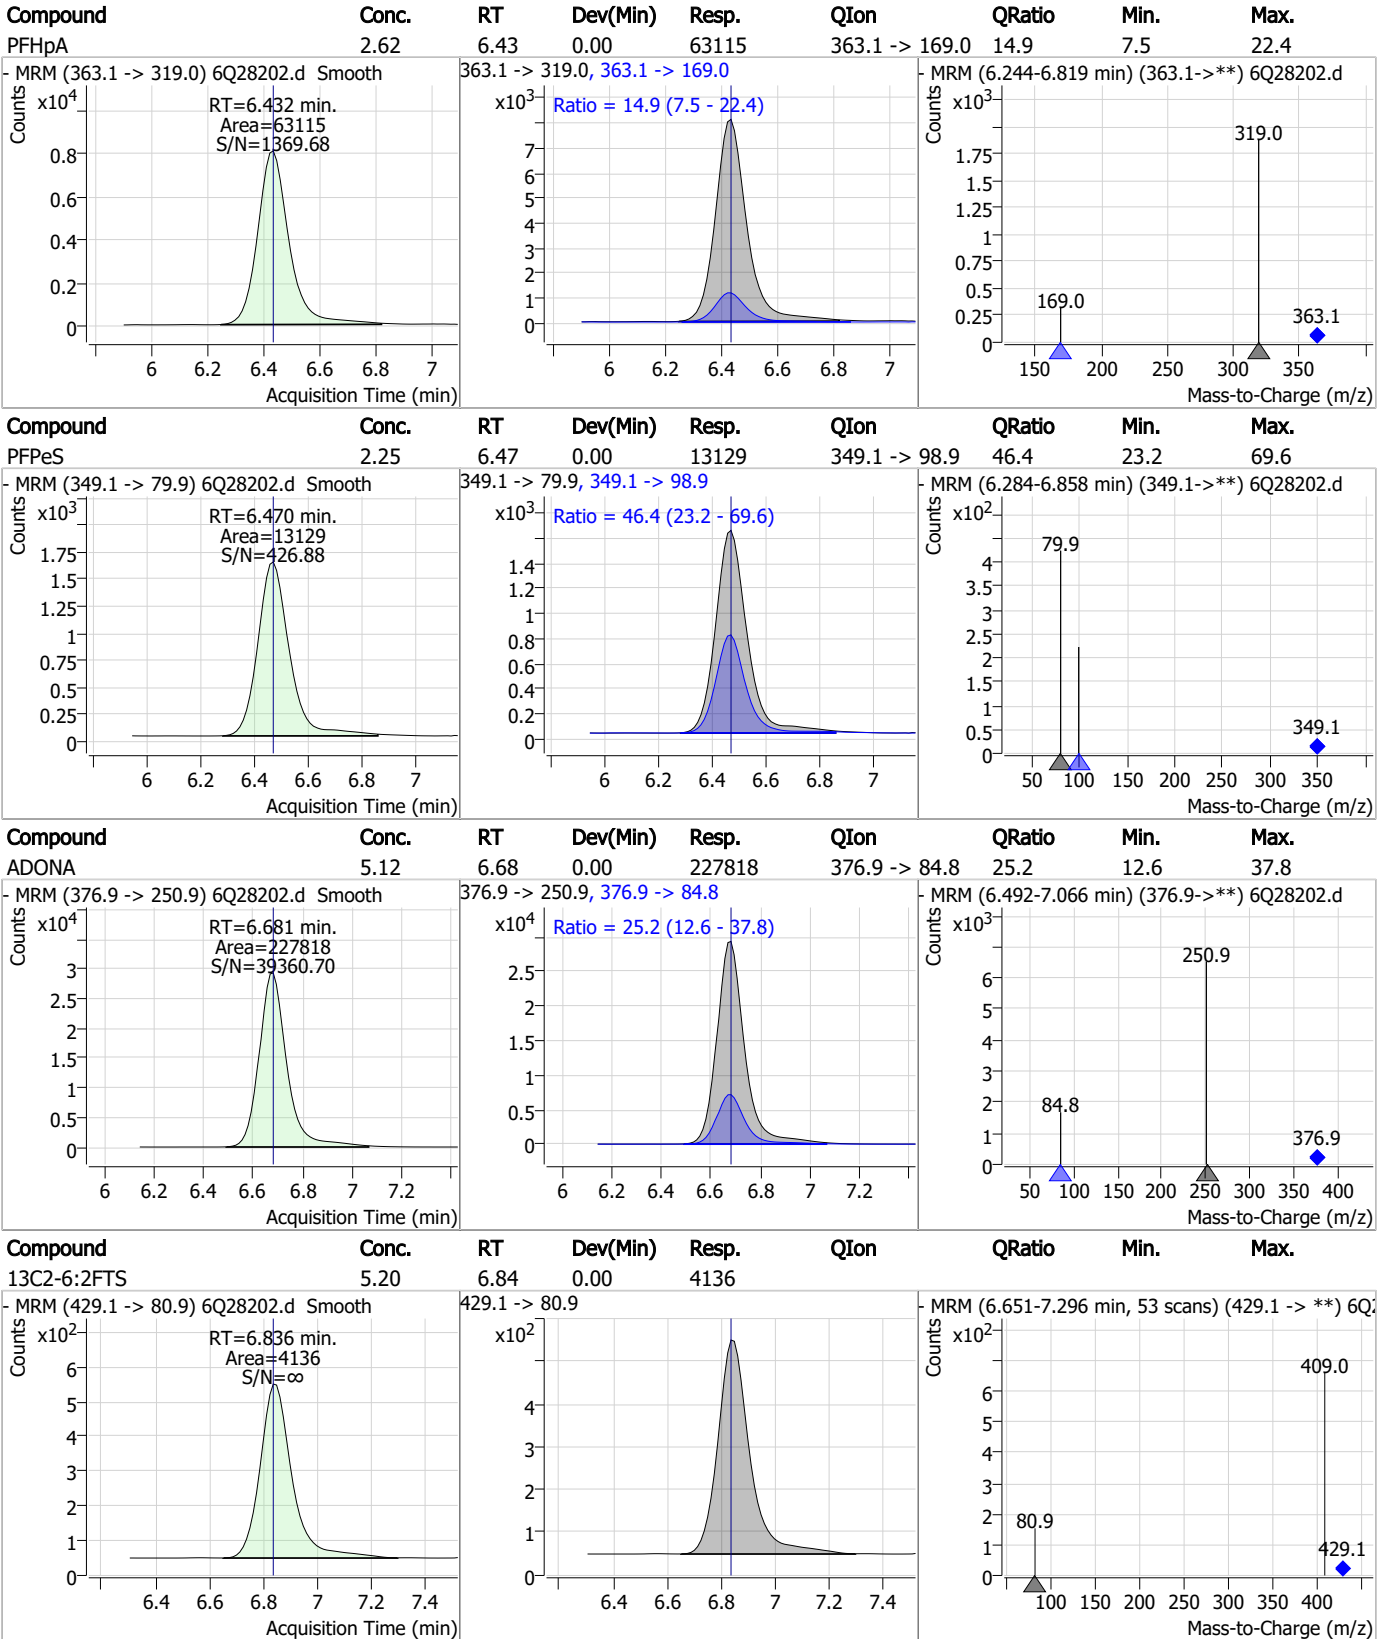 Compound Conc. RT Dev(Min) Resp. QIon QRatio Min. Max.
PFHpA 2.62 6.43 0.00 63115 363.1 -> 169.0 14.9 7.5 22.4
- MRM (363.1 -> 319.0) 6Q28202.d Smooth
Counts
x10⁴
RT=6.432 min.
Area=63115
S/N=1369.68
0.8
0.6
0.4
0.2
0
6 6.2 6.4 6.6 6.8 7
Acquisition Time (min)
363.1 -> 319.0, 363.1 -> 169.0
x10³
Ratio = 14.9 (7.5 - 22.4)
7
6
5
4
3
2
1
0
6 6.2 6.4 6.6 6.8 7
- MRM (6.244-6.819 min) (363.1->**) 6Q28202.d
Counts
x10³
319.0
1.75
1.5
1.25
1
0.75
0.5
0.25
0
169.0
363.1
150 200 250 300 350
Mass-to-Charge (m/z)
Compound Conc. RT Dev(Min) Resp. QIon QRatio Min. Max.
PFPeS 2.25 6.47 0.00 13129 349.1 -> 98.9 46.4 23.2 69.6
- MRM (349.1 -> 79.9) 6Q28202.d Smooth
Counts
x10³
RT=6.470 min.
Area=13129
S/N=426.88
1.75
1.5
1.25
1
0.75
0.5
0.25
0
6 6.2 6.4 6.6 6.8 7
Acquisition Time (min)
349.1 -> 79.9, 349.1 -> 98.9
x10³
Ratio = 46.4 (23.2 - 69.6)
1.4
1.2
1
0.8
0.6
0.4
0.2
0
6 6.2 6.4 6.6 6.8 7
- MRM (6.284-6.858 min) (349.1->**) 6Q28202.d
Counts
x10²
79.9
4
3.5
3
2.5
2
1.5
1
0.5
0
349.1
50 100 150 200 250 300 350
Mass-to-Charge (m/z)
Compound Conc. RT Dev(Min) Resp. QIon QRatio Min. Max.
ADONA 5.12 6.68 0.00 227818 376.9 -> 84.8 25.2 12.6 37.8
- MRM (376.9 -> 250.9) 6Q28202.d Smooth
Counts
x10⁴
RT=6.681 min.
Area=227818
S/N=39360.70
3
2.5
2
1.5
1
0.5
0
6 6.2 6.4 6.6 6.8 7 7.2
Acquisition Time (min)
376.9 -> 250.9, 376.9 -> 84.8
x10⁴
Ratio = 25.2 (12.6 - 37.8)
2.5
2
1.5
1
0.5
0
6 6.2 6.4 6.6 6.8 7 7.2
- MRM (6.492-7.066 min) (376.9->**) 6Q28202.d
Counts
x10³
250.9
6
5
4
3
2
1
0
84.8
376.9
50 100 150 200 250 300 350 400
Mass-to-Charge (m/z)
Compound Conc. RT Dev(Min) Resp. QIon QRatio Min. Max.
13C2-6:2FTS 5.20 6.84 0.00 4136
- MRM (429.1 -> 80.9) 6Q28202.d Smooth
Counts
x10²
RT=6.836 min.
Area=4136
S/N=∞
6
5
4
3
2
1
0
6.4 6.6 6.8 7 7.2 7.4
Acquisition Time (min)
429.1 -> 80.9
x10²
4
3
2
1
0
6.4 6.6 6.8 7 7.2 7.4
- MRM (6.651-7.296 min, 53 scans) (429.1 -> **) 6Q2
Counts
x10²
409.0
6
5
4
3
2
1
0
80.9
429.1
100 150 200 250 300 350 400
Mass-to-Charge (m/z)